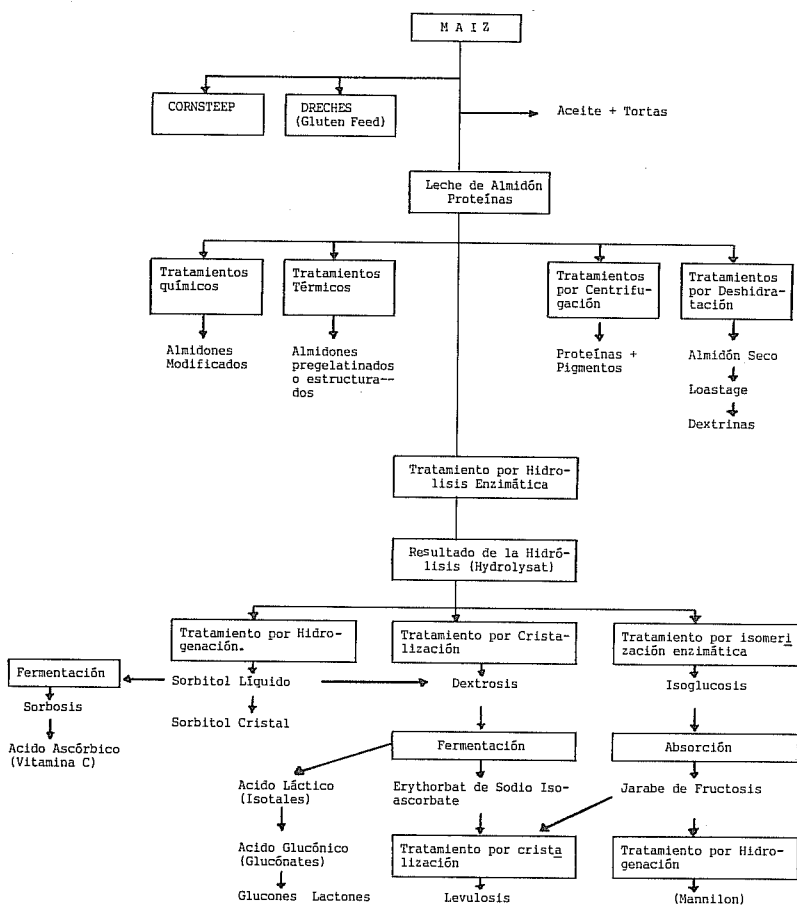 M A I Z
CORNSTEEP
DRECHES
(Gluten Feed)
Aceite + Tortas
Leche de Almidón
Proteínas
Tratamientos
químicos
Tratamientos
Térmicos
Tratamientos
por Centrifu-
gación
Tratamientos
por Deshidra-
tación
Almidones
Modificados
Almidones
pregelatinados
o estructura--
dos
Proteínas +
Pigmentos
Almidón Seco
Loastage
Dextrinas
Tratamiento por Hidro-
lisis Enzimática
Resultado de la Hidró-
lisis (Hydrolysat)
Tratamiento por Hidro-
genación.
Tratamiento por Crista-
lización
Tratamiento por isomeri
zación enzimática
Fermentación
Sorbitol Líquido
Dextrosis
Isoglucosis
Sorbosis
Sorbitol Cristal
Acido Ascórbico
(Vitamina C)
Fermentación
Absorción
Acido Láctico
(Isotales)
Erythorbat de Sodio Iso-
ascorbate
Jarabe de Fructosis
Acido Glucónico
(Glucónates)
Tratamiento por crista
lización
Tratamiento por Hidro-
genación
Glucones Lactones
Levulosis
(Mannilon)